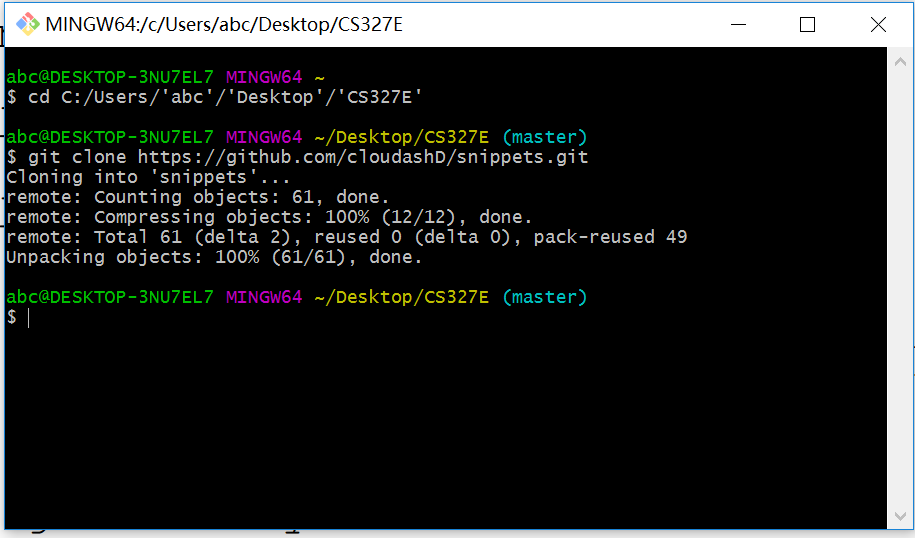 MINGW64:/c/Users/abc/Desktop/CS327E
abc@DESKTOP-3NU7EL7 MINGW64 ~
$ cd C:/Users/'abc'/'Desktop'/'CS327E'
abc@DESKTOP-3NU7EL7 MINGW64 ~/Desktop/CS327E (master)
$ git clone https://github.com/cloudashD/snippets.git
Cloning into 'snippets'...
remote: Counting objects: 61, done.
remote: Compressing objects: 100% (12/12), done.
remote: Total 61 (delta 2), reused 0 (delta 0), pack-reused 49
Unpacking objects: 100% (61/61), done.
abc@DESKTOP-3NU7EL7 MINGW64 ~/Desktop/CS327E (master)
$